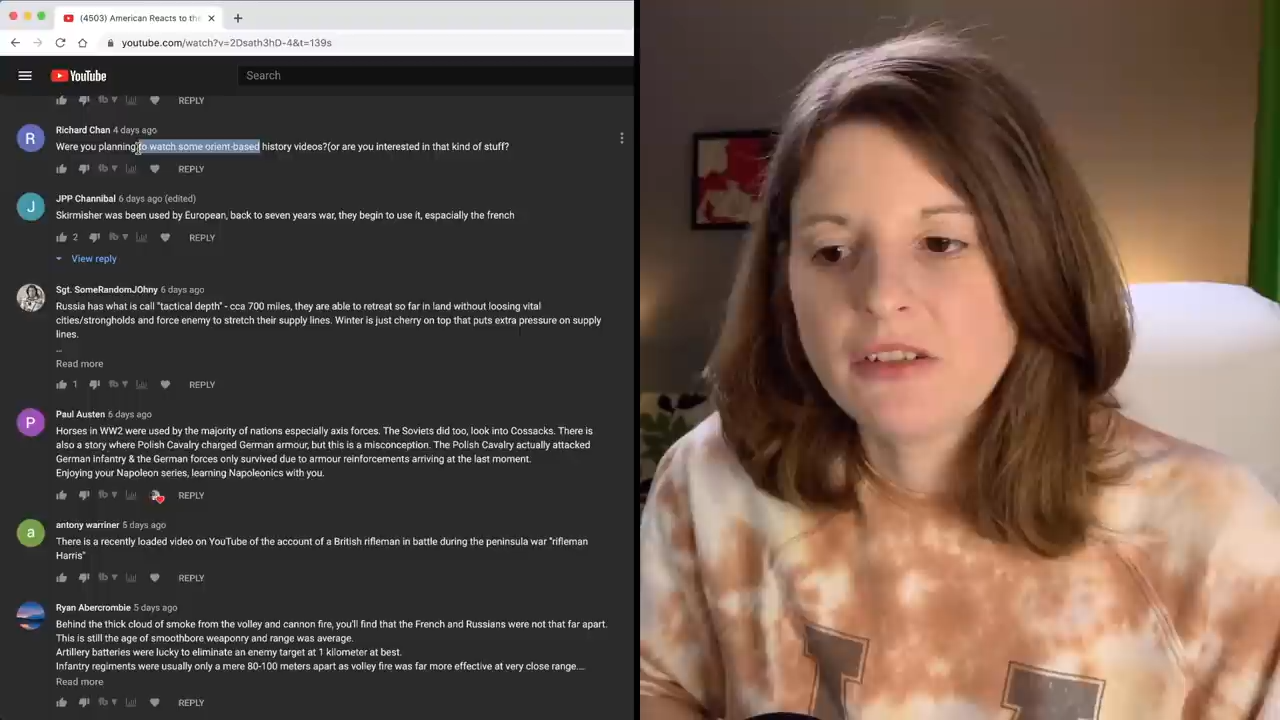 (4503) American Reacts to the
youtube.com/watch?v=2Dsath3hD-4&t=139s
YouTube
Search
REPLY
R
Richard Chan 4 days ago
Were you planning to watch some orient-based history videos?(or are you interested in that kind of stuff?
REPLY
J
JPP Channibal 6 days ago (edited)
Skirmisher was been used by European, back to seven years war, they begin to use it, espacially the french
2 REPLY
View reply
Sgt. SomeRandomJOhny 6 days ago
Russia has what is call "tactical depth" - cca 700 miles, they are able to retreat so far in land without loosing vital
cities/strongholds and force enemy to stretch their supply lines. Winter is just cherry on top that puts extra pressure on supply
lines.
...
Read more
1 REPLY
P
Paul Austen 6 days ago
Horses in WW2 were used by the majority of nations especially axis forces. The Soviets did too, look into Cossacks. There is
also a story where Polish Cavalry charged German armour, but this is a misconception. The Polish Cavalry actually attacked
German infantry & the German forces only survived due to armour reinforcements arriving at the last moment.
Enjoying your Napoleon series, learning Napoleonics with you.
REPLY
a
antony warriner 5 days ago
There is a recently loaded video on YouTube of the account of a British rifleman in battle during the peninsula war "rifleman
Harris"
REPLY
Ryan Abercrombie 5 days ago
Behind the thick cloud of smoke from the volley and cannon fire, you'll find that the French and Russians were not that far apart.
This is still the age of smoothbore weaponry and range was average.
Artillery batteries were lucky to eliminate an enemy target at 1 kilometer at best.
Infantry regiments were usually only a mere 80-100 meters apart as volley fire was far more effective at very close range....
Read more
REPLY